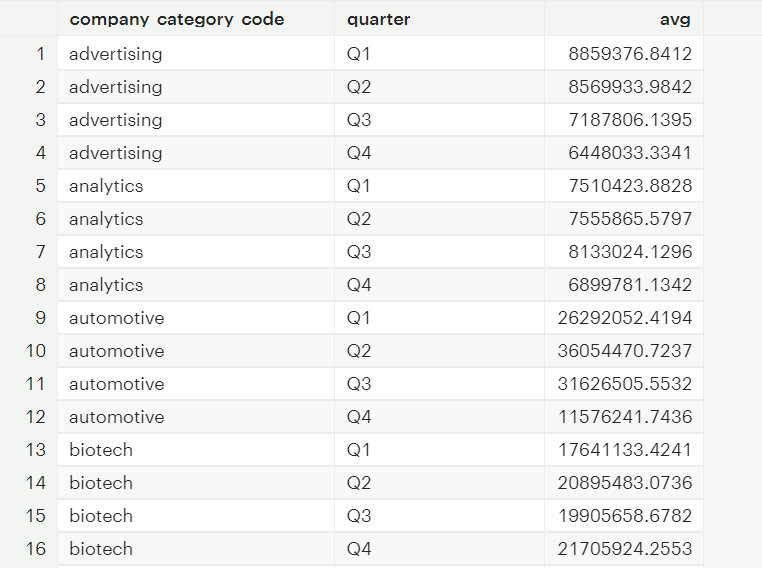 company category code quarter avg
1 advertising Q1 8859376.8412
2 advertising Q2 8569933.9842
3 advertising Q3 7187806.1395
4 advertising Q4 6448033.3341
5 analytics Q1 7510423.8828
6 analytics Q2 7555865.5797
7 analytics Q3 8133024.1296
8 analytics Q4 6899781.1342
9 automotive Q1 26292052.4194
10 automotive Q2 36054470.7237
11 automotive Q3 31626505.5532
12 automotive Q4 11576241.7436
13 biotech Q1 17641133.4241
14 biotech Q2 20895483.0736
15 biotech Q3 19905658.6782
16 biotech Q4 21705924.2553